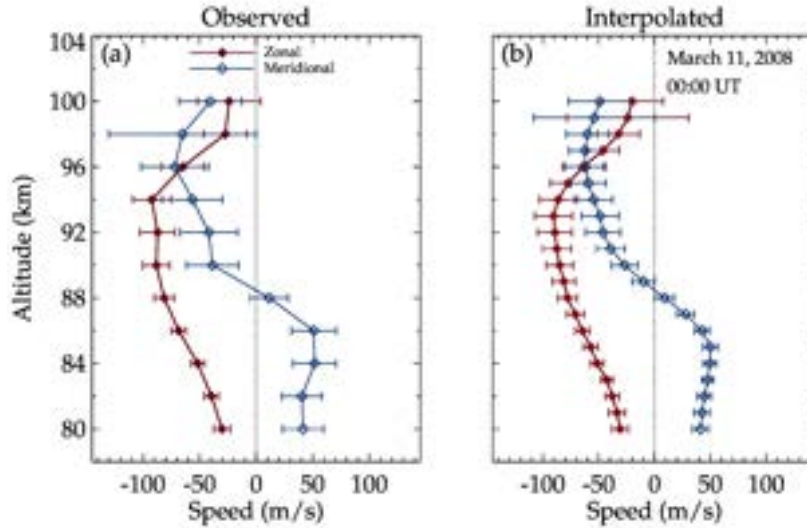 Observed
Interpolated
(a)
Zonal
Meridional
(b)
March 11, 2008
00:00 UT
104
100
96
92
88
84
80
Altitude (km)
-100 -50 0 50 100
-100 -50 0 50 100
Speed (m/s)
Speed (m/s)